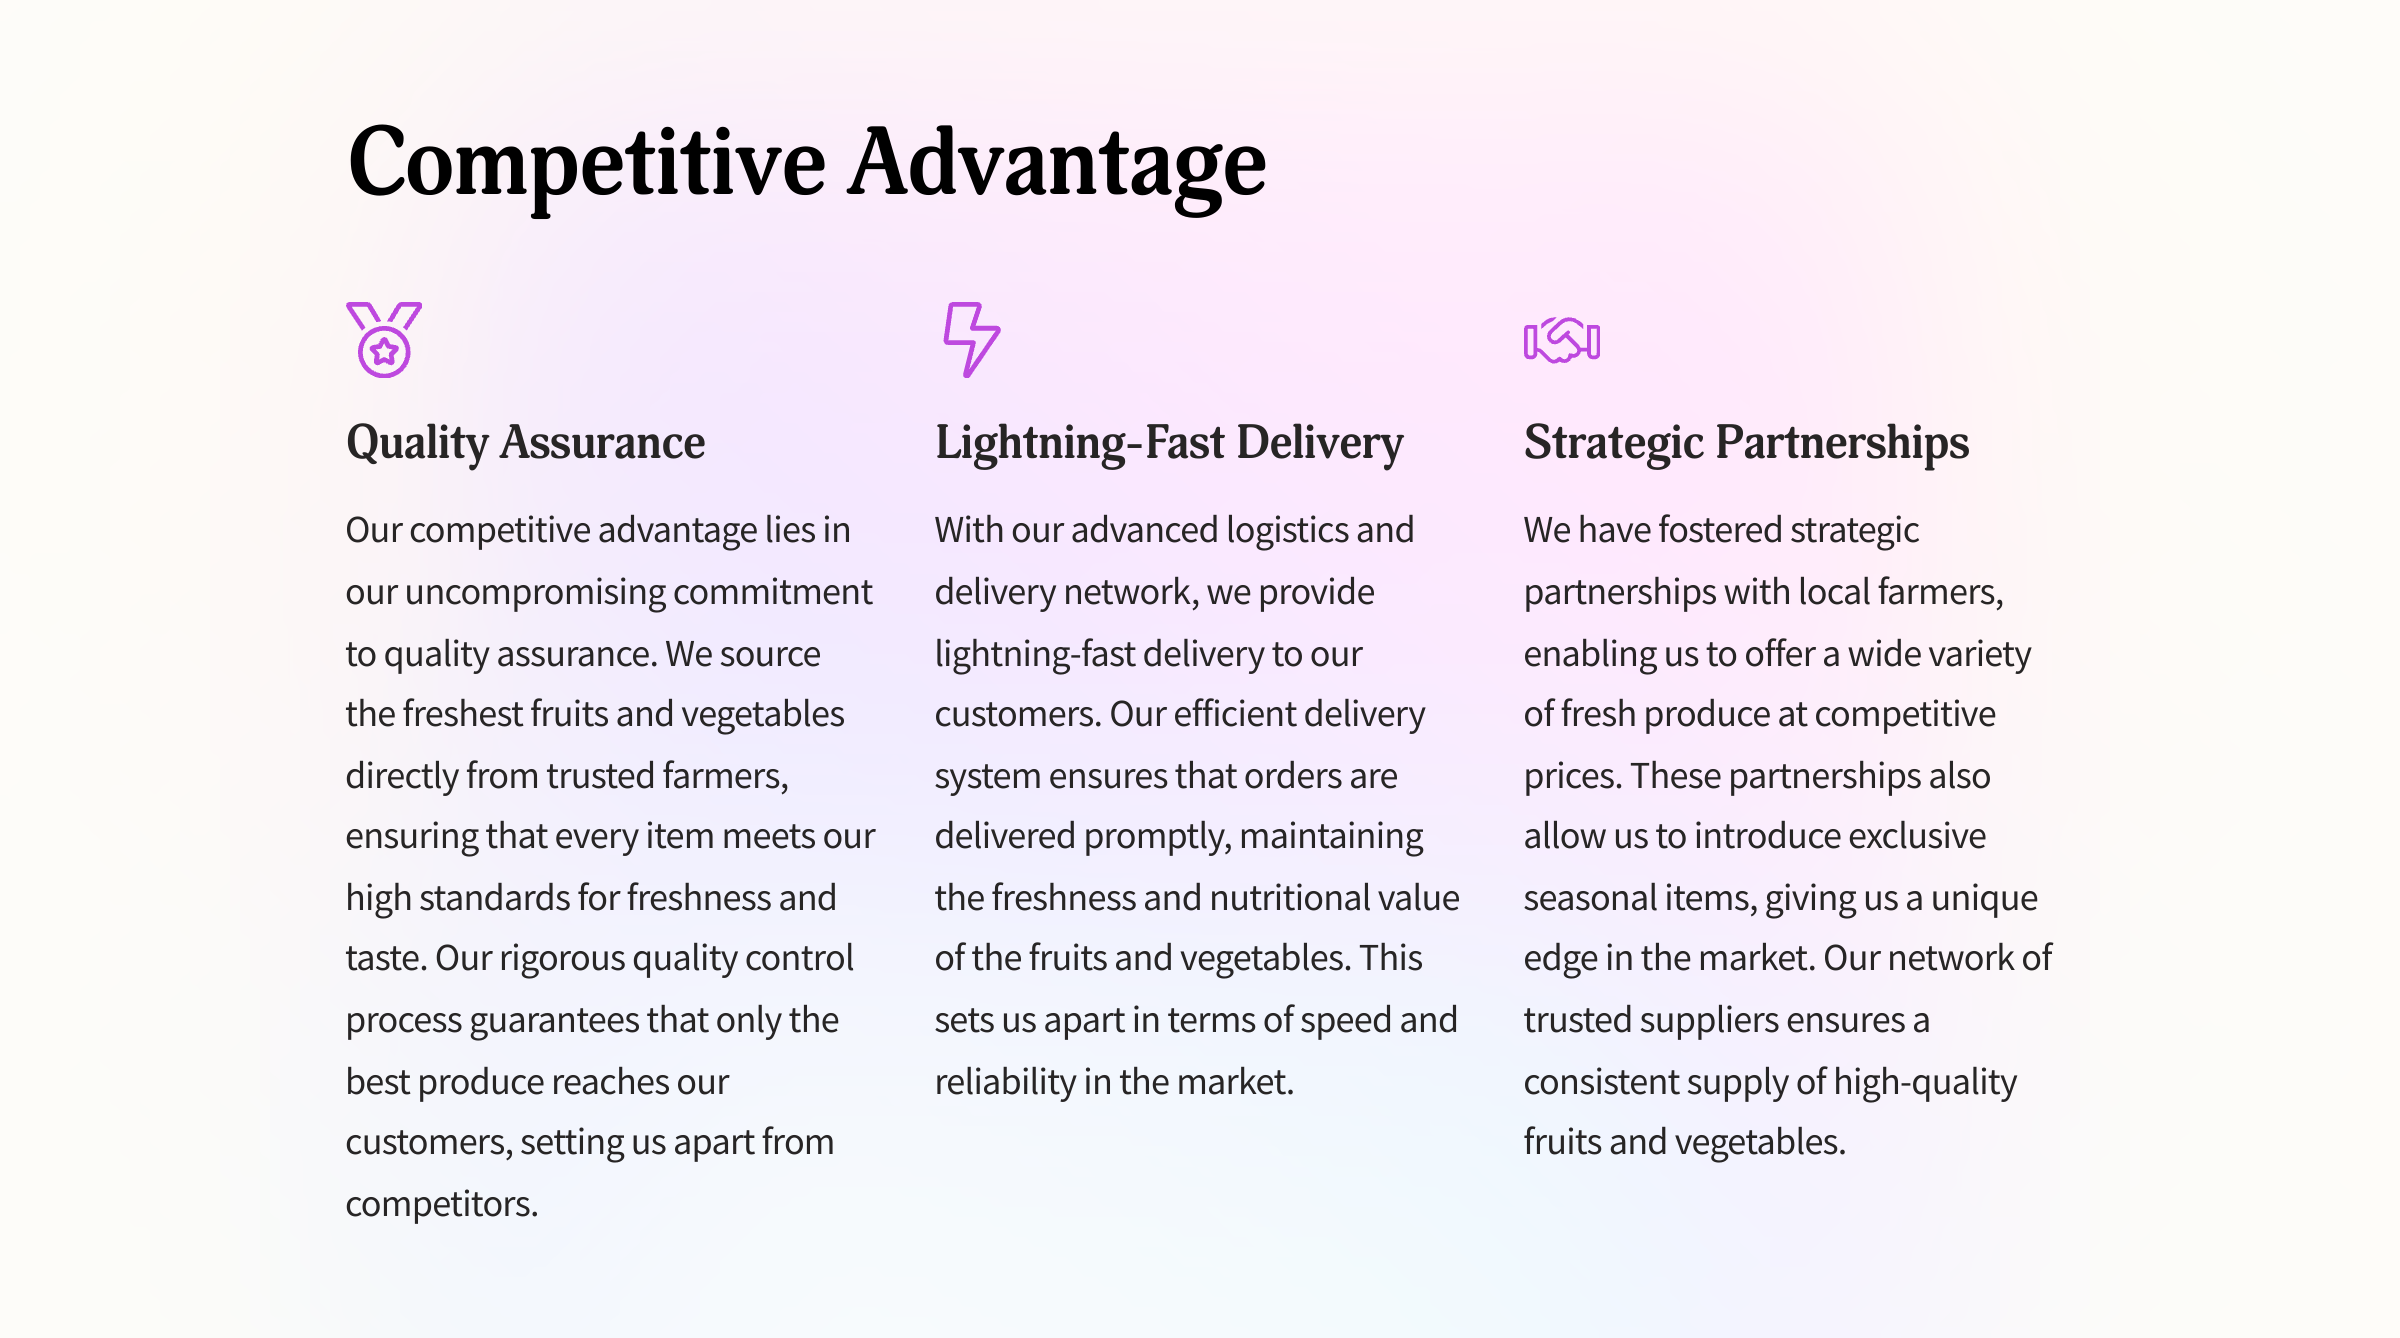 Competitive Advantage
Quality Assurance
Our competitive advantage lies in
our uncompromising commitment
to quality assurance. We source
the freshest fruits and vegetables
directly from trusted farmers,
ensuring that every item meets our
high standards for freshness and
taste. Our rigorous quality control
process guarantees that only the
best produce reaches our
customers, setting us apart from
competitors.
Lightning-Fast Delivery
With our advanced logistics and
delivery network, we provide
lightning-fast delivery to our
customers. Our efficient delivery
system ensures that orders are
delivered promptly, maintaining
the freshness and nutritional value
of the fruits and vegetables. This
sets us apart in terms of speed and
reliability in the market.
Strategic Partnerships
We have fostered strategic
partnerships with local farmers,
enabling us to offer a wide variety
of fresh produce at competitive
prices. These partnerships also
allow us to introduce exclusive
seasonal items, giving us a unique
edge in the market. Our network of
trusted suppliers ensures a
consistent supply of high-quality
fruits and vegetables.